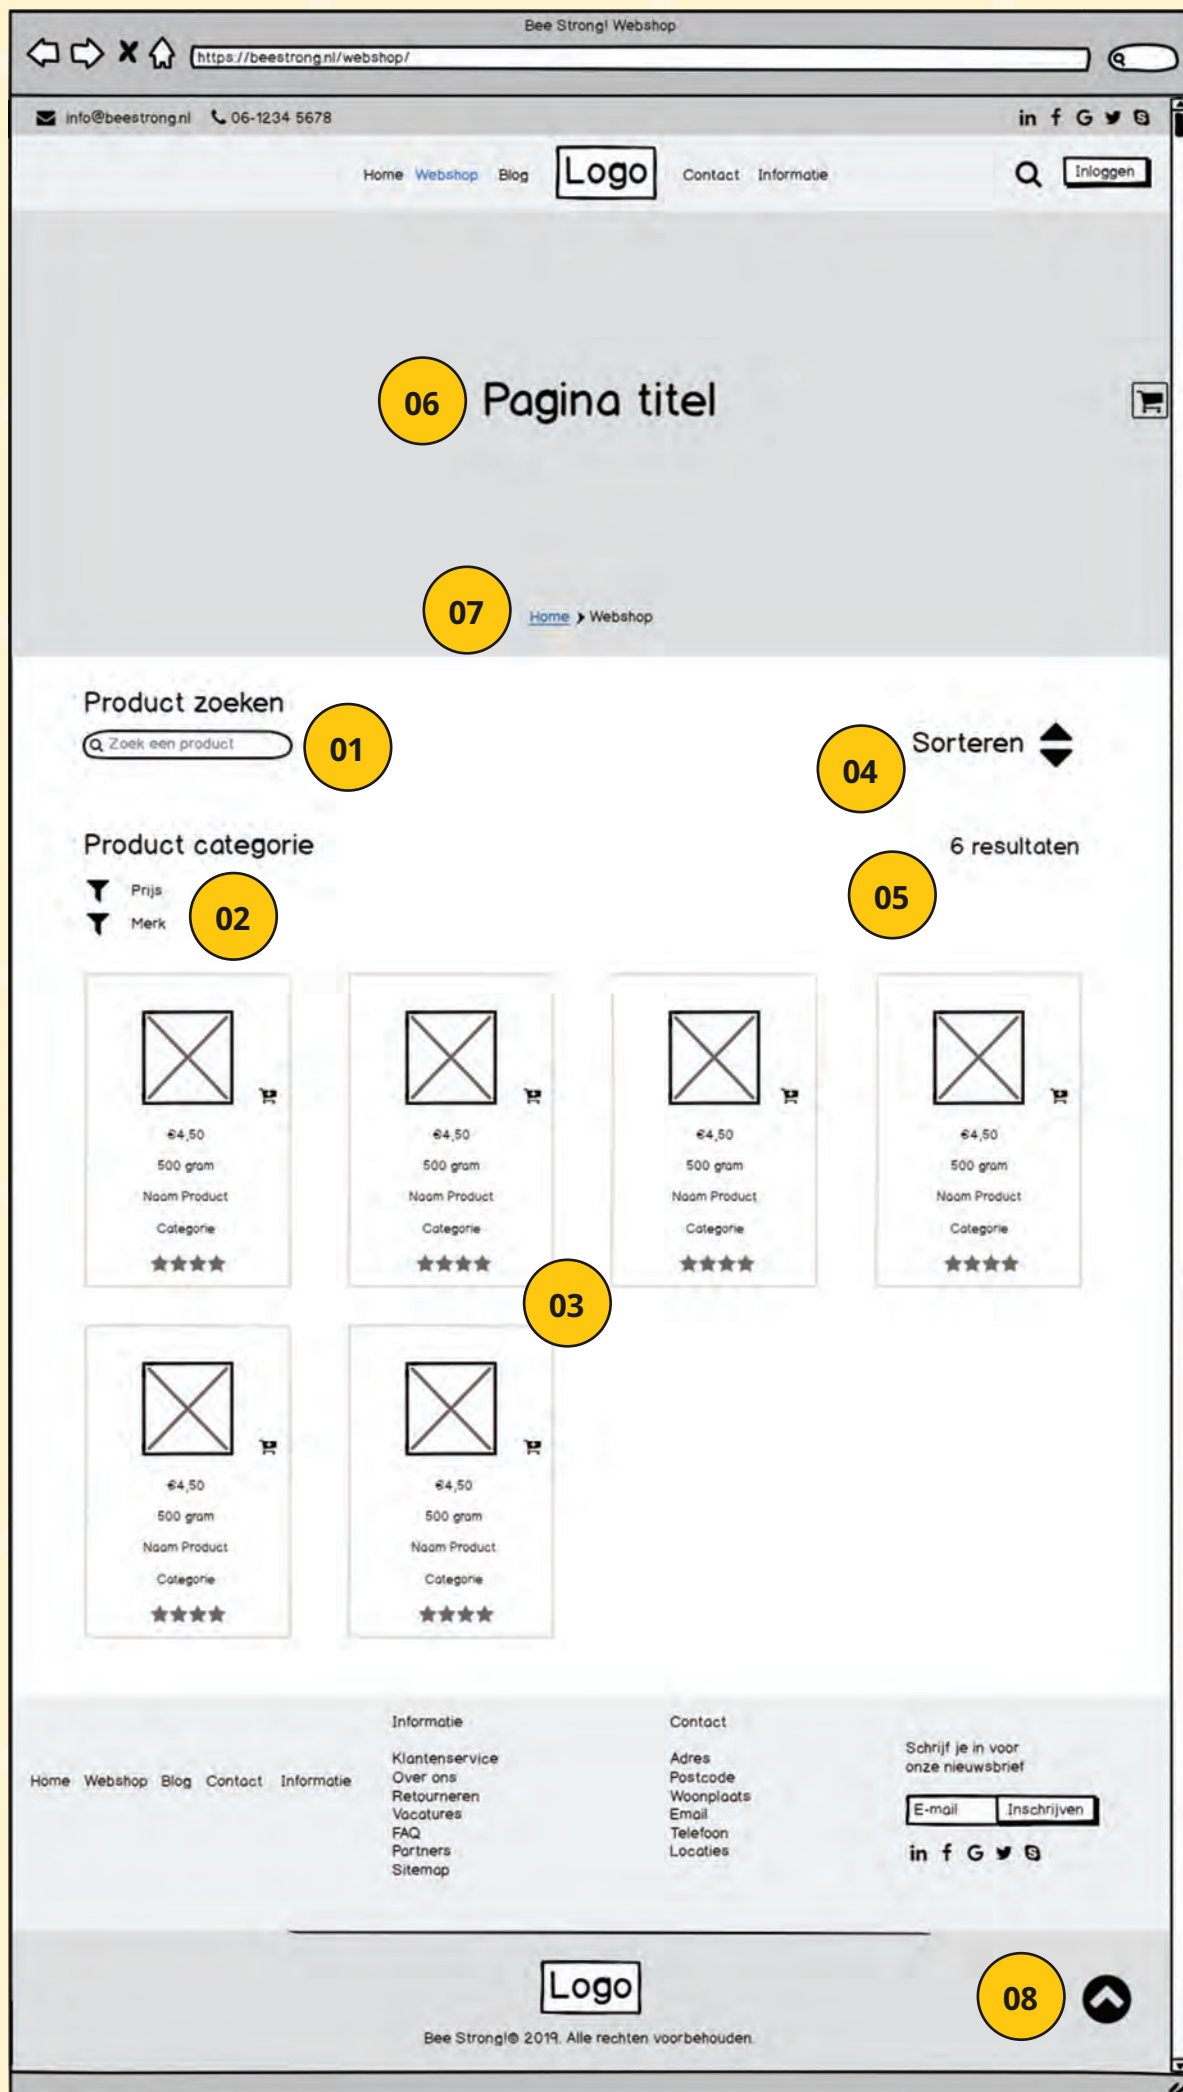 Bee Strong! Webshop
https://beestrong.nl/webshop/
info@beestrong.nl 06-1234 5678 in f G
Home Webshop Blog Logo Contact Informatie Inloggen
06 Pagina titel
07 Home > Webshop
Product zoeken
Zoek een product 01
04 Sorteren
Product categorie
6 resultaten
Prijs
Merk
02
05
€4,50 €4,50 €4,50 €4,50
500 gram 500 gram 500 gram 500 gram
Naam Product Naam Product Naam Product Naam Product
Categorie Categorie Categorie Categorie
03
€4,50 €4,50
500 gram 500 gram
Naam Product Naam Product
Categorie Categorie
Home Webshop Blog Contact Informatie
Informatie
Klantenservice
Over ons
Retourneren
Vacatures
FAQ
Partners
Sitemap
Contact
Adres
Postcode
Woonplaats
Email
Telefoon
Locaties
Schrijf je in voor
onze nieuwsbrief
E-mail Inschrijven
in f G
Logo
08
Bee Strong!© 2019. Alle rechten voorbehouden.